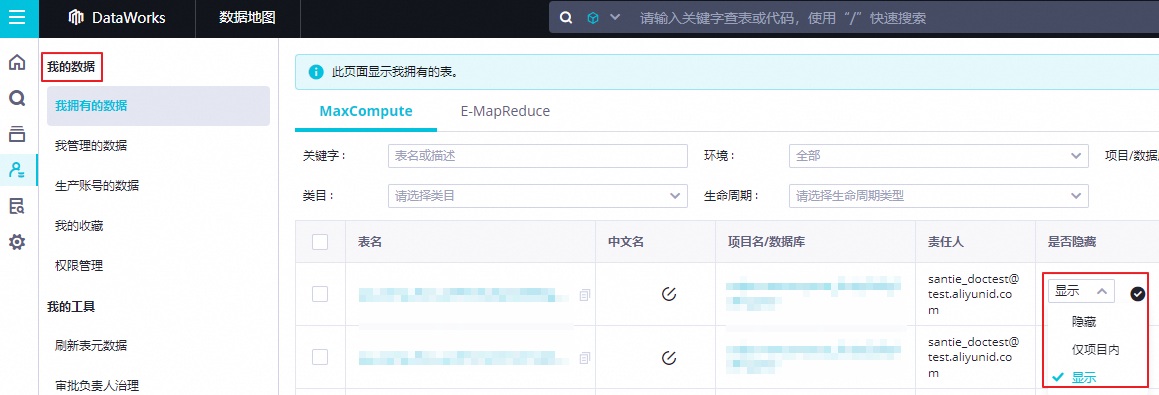 DataWorks 数据地图 请输入关键字查表或代码，使用“/”快速搜索
我的数据
我拥有的数据
我管理的数据
生产账号的数据
我的收藏
权限管理
我的工具
刷新表元数据
审批负责人治理
此页面显示我拥有的表。
MaxCompute E-MapReduce
关键字： 表名或描述 环境： 全部 项目/数据
类目： 请选择类目 生命周期： 请选择生命周期类型
表名 中文名 项目名/数据库 责任人 是否隐藏
santie_doctest@
test.aliyunid.co
m
显示
隐藏
仅项目内
显示
santie_doctest@
test.aliyunid.co
m